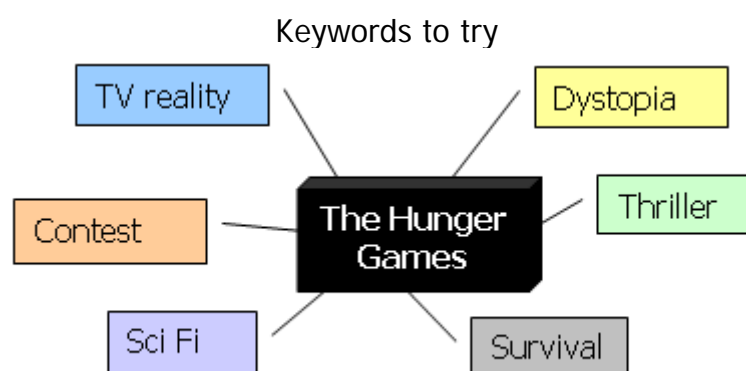 Keywords to try
TV reality
Dystopia
Contest
The Hunger
Games
Thriller
Sci Fi
Survival